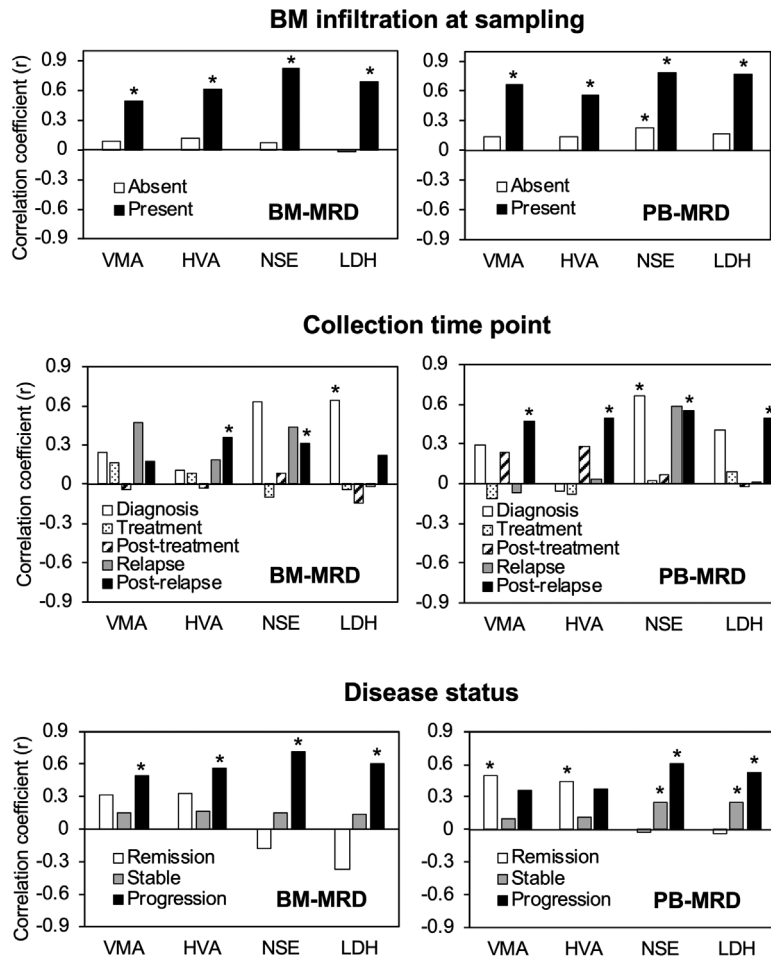 BM infiltration at sampling
Correlation coefficient (r)
0.9
0.6
0.3
0
-0.3
-0.6
-0.9
* * * *
Absent
Present
BM-MRD
VMA HVA NSE LDH
0.9
0.6
0.3
0
-0.3
-0.6
-0.9
* * * * *
Absent
Present
PB-MRD
VMA HVA NSE LDH
Collection time point
Correlation coefficient (r)
0.9
0.6
0.3
0
-0.3
-0.6
-0.9
* * *
Diagnosis
Treatment
Post-treatment
Relapse
Post-relapse
BM-MRD
VMA HVA NSE LDH
0.9
0.6
0.3
0
-0.3
-0.6
-0.9
* * * * *
Diagnosis
Treatment
Post-treatment
Relapse
Post-relapse
PB-MRD
VMA HVA NSE LDH
Disease status
Correlation coefficient (r)
0.9
0.6
0.3
0
-0.3
-0.6
-0.9
* * * *
Remission
Stable
Progression
BM-MRD
VMA HVA NSE LDH
0.9
0.6
0.3
0
-0.3
-0.6
-0.9
* * * * * *
Remission
Stable
Progression
PB-MRD
VMA HVA NSE LDH